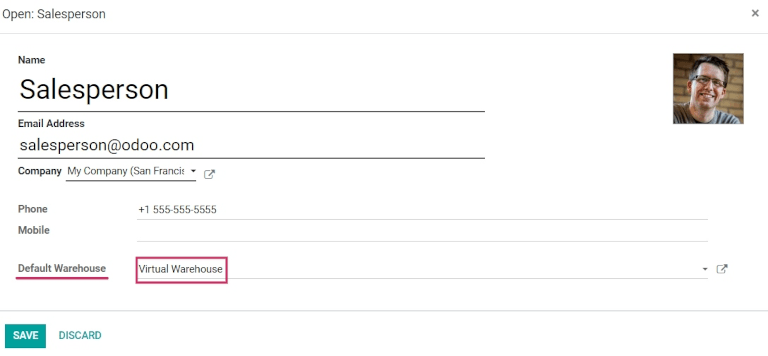 Open: Salesperson ×
Name
Salesperson
Email Address
salesperson@odoo.com
Company My Company (San Francis
Phone +1 555-555-5555
Mobile
Default Warehouse Virtual Warehouse
SAVE DISCARD